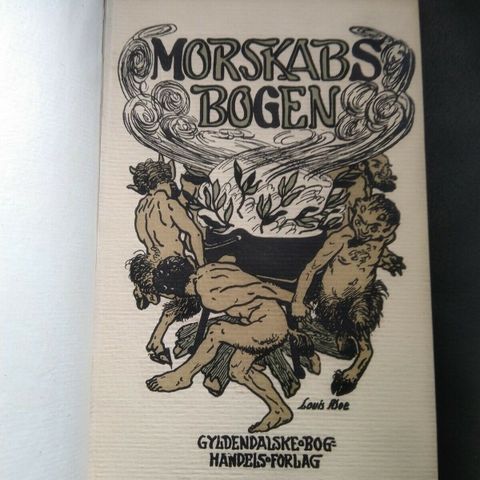 MORSKABS
BOGEN
Louis Moe
GYLDENDALSKE BOG=
HANDELS FORLAG